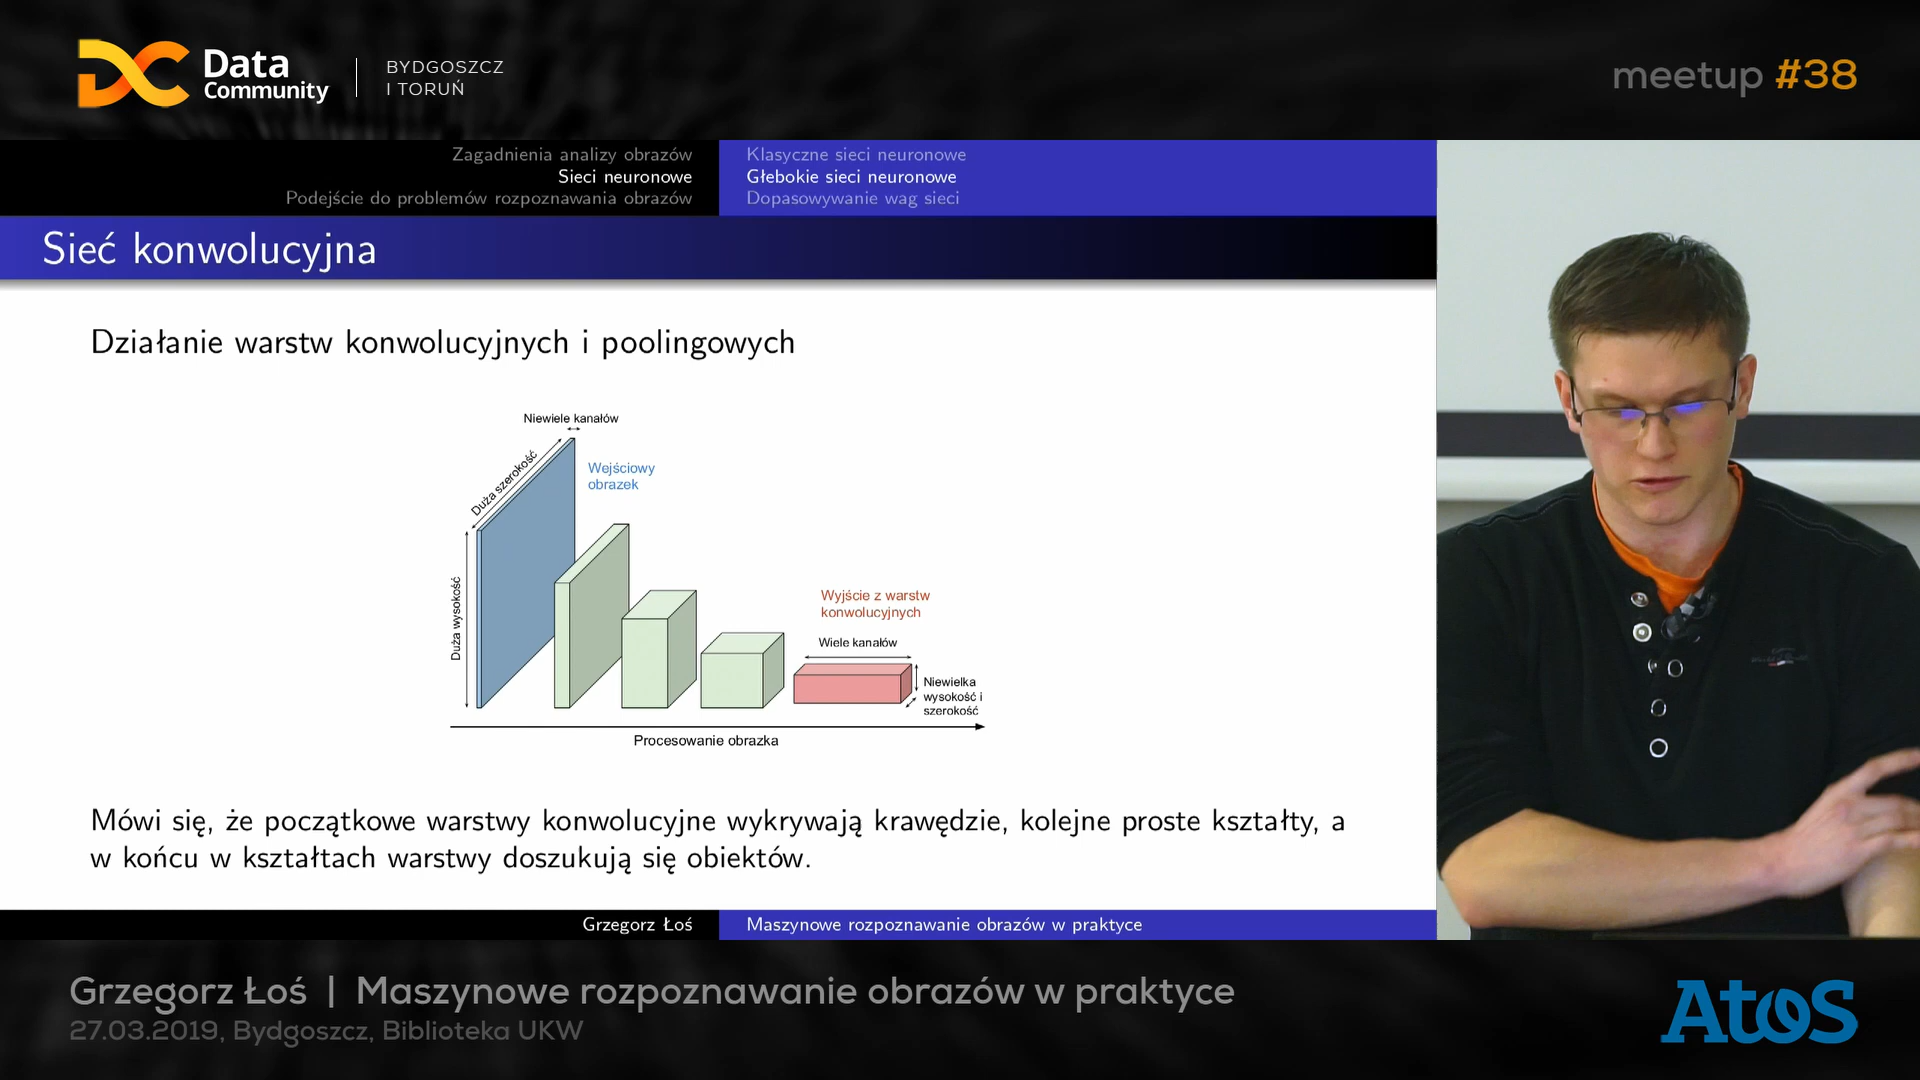 Data
Community
BYDGOSZCZ
I TORUŃ
meetup #38
Zagadnienia analizy obrazów
Sieci neuronowe
Podejście do problemów rozpoznawania obrazów
Klasyczne sieci neuronowe
Głebokie sieci neuronowe
Dopasowywanie wag sieci
Sieć konwolucyjna
Działanie warstw konwolucyjnych i poolingowych
Niewiele kanałów
Duża szerokość
Wejściowy
obrazek
Duża wysokość
Wyjście z warstw
konwolucyjnych
Wiele kanałów
Niewielka
wysokość i
szerokość
Procesowanie obrazka
Mówi się, że początkowe warstwy konwolucyjne wykrywają krawędzie, kolejne proste kształty, a
w końcu w kształtach warstwy doszukują się obiektów.
Grzegorz Łoś
Maszynowe rozpoznawanie obrazów w praktyce
Grzegorz Łoś | Maszynowe rozpoznawanie obrazów w praktyce
27.03.2019, Bydgoszcz, Biblioteka UKW
Atos